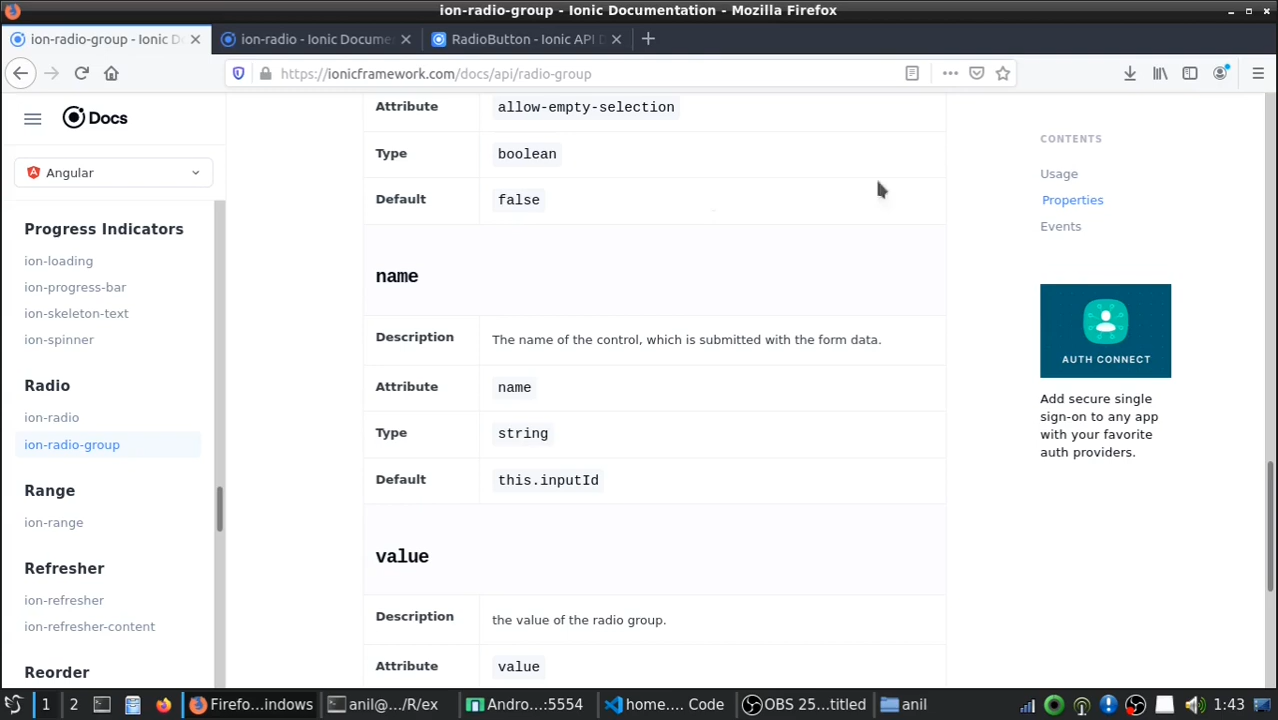 ion-radio-group - Ionic Documentation - Mozilla Firefox
ion-radio-group - Ionic D
ion-radio - Ionic Docume
RadioButton - Ionic API D
https://ionicframework.com/docs/api/radio-group
Docs
Angular
Progress Indicators
ion-loading
ion-progress-bar
ion-skeleton-text
ion-spinner
Radio
ion-radio
ion-radio-group
Range
ion-range
Refresher
ion-refresher
ion-refresher-content
Reorder
Attribute allow-empty-selection
Type boolean
Default false
name
Description The name of the control, which is submitted with the form data.
Attribute name
Type string
Default this.inputId
value
Description the value of the radio group.
Attribute value
CONTENTS
Usage
Properties
Events
AUTH CONNECT
Add secure single
sign-on to any app
with your favorite
auth providers.
1 2 Firefo...indows anil@.../R/ex Andro...:5554 home.... Code OBS 25...titled anil 1:43